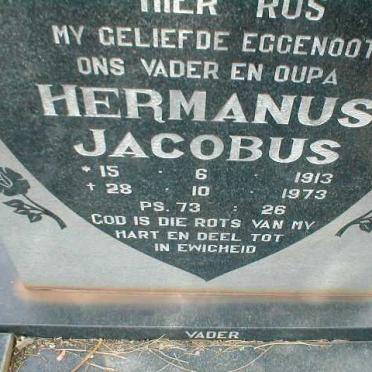 HIER RUS
MY GELIEFDE EGGENOOT
ONS VADER EN OUPA
HERMANUS
JACOBUS
* 15 . 6 . 1913
† 28 . 10 . 1973
PS. 73 : 26
GOD IS DIE ROTS VAN MY
HART EN DEEL TOT
IN EWIGHEID
VADER